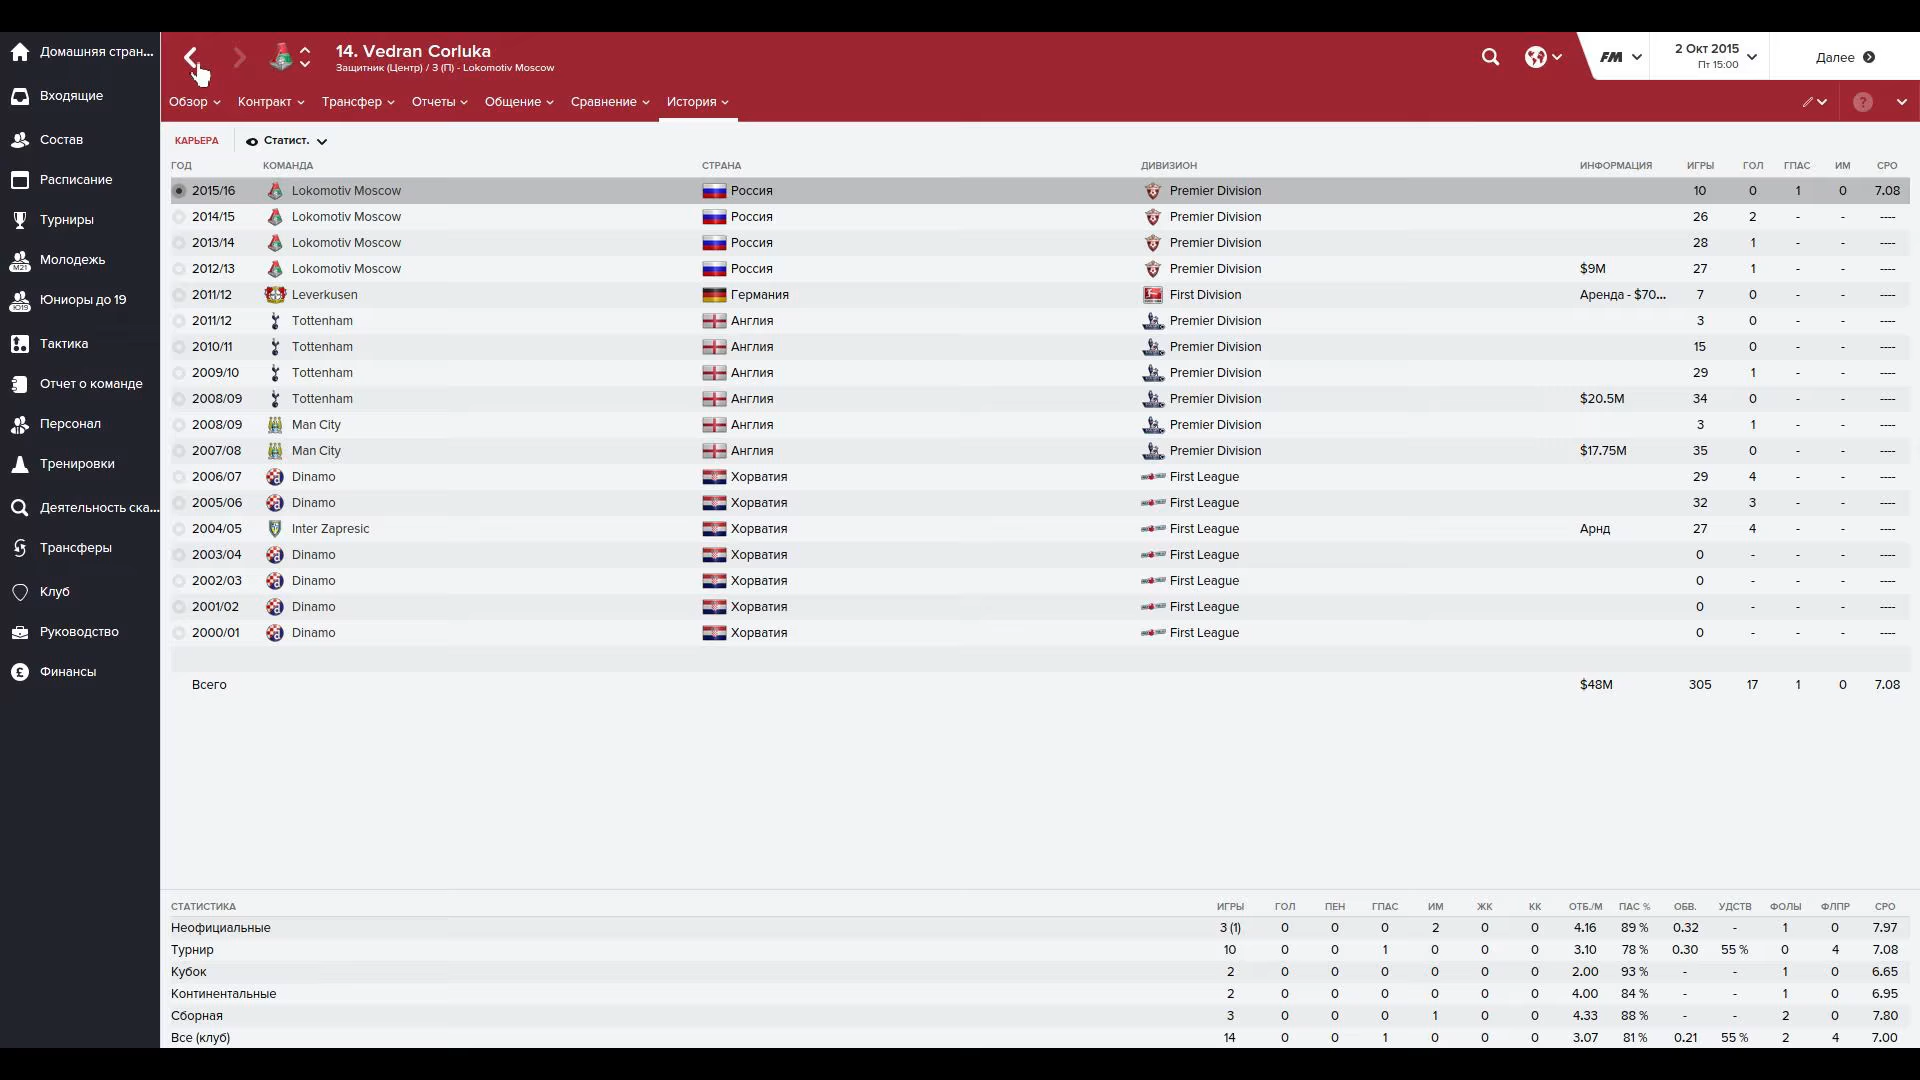 Домашняя стран...
Входящие
Состав
Расписание
Турниры
Молодежь
Юниоры до 19
Тактика
Отчет о команде
Персонал
Тренировки
Деятельность ска...
Трансферы
Клуб
Руководство
Финансы
14. Vedran Corluka
Защитник (Центр) / З (П) - Lokomotiv Moscow
FM
2 Окт 2015
Пт 15:00
Далее
Обзор Контракт Трансфер Отчеты Общение Сравнение История
КАРЬЕРА Статист.
ГОД КОМАНДА СТРАНА ДИВИЗИОН ИНФОРМАЦИЯ ИГРЫ ГОЛ ГПАС ИМ СРО
2015/16 Lokomotiv Moscow Россия Premier Division 10 0 1 0 7.08
2014/15 Lokomotiv Moscow Россия Premier Division 26 2 - - ----
2013/14 Lokomotiv Moscow Россия Premier Division 28 1 - - ----
2012/13 Lokomotiv Moscow Россия Premier Division $9M 27 1 - - ----
2011/12 Leverkusen Германия First Division Аренда - $70... 7 0 - - ----
2011/12 Tottenham Англия Premier Division 3 0 - - ----
2010/11 Tottenham Англия Premier Division 15 0 - - ----
2009/10 Tottenham Англия Premier Division 29 1 - - ----
2008/09 Tottenham Англия Premier Division $20.5M 34 0 - - ----
2008/09 Man City Англия Premier Division 3 1 - - ----
2007/08 Man City Англия Premier Division $17.75M 35 0 - - ----
2006/07 Dinamo Хорватия First League 29 4 - - ----
2005/06 Dinamo Хорватия First League 32 3 - - ----
2004/05 Inter Zapresic Хорватия First League Арнд 27 4 - - ----
2003/04 Dinamo Хорватия First League 0 - - - ----
2002/03 Dinamo Хорватия First League 0 - - - ----
2001/02 Dinamo Хорватия First League 0 - - - ----
2000/01 Dinamo Хорватия First League 0 - - - ----
Всего $48M 305 17 1 0 7.08
СТАТИСТИКА ИГРЫ ГОЛ ПЕН ГПАС ИМ ЖК КК ОТБ./М ПАС % ОБВ. УДСТВ ФОЛЫ ФЛПР СРО
Неофициальные 3 (1) 0 0 0 2 0 0 4.16 89 % 0.32 - 1 0 7.97
Турнир 10 0 0 1 0 0 0 3.10 78 % 0.30 55 % 0 4 7.08
Кубок 2 0 0 0 0 0 0 2.00 93 % - - 1 0 6.65
Континентальные 2 0 0 0 0 0 0 4.00 84 % - - 1 0 6.95
Сборная 3 0 0 0 1 0 0 4.33 88 % - - 2 0 7.80
Все (клуб) 14 0 0 1 0 0 0 3.07 81 % 0.21 55 % 2 4 7.00